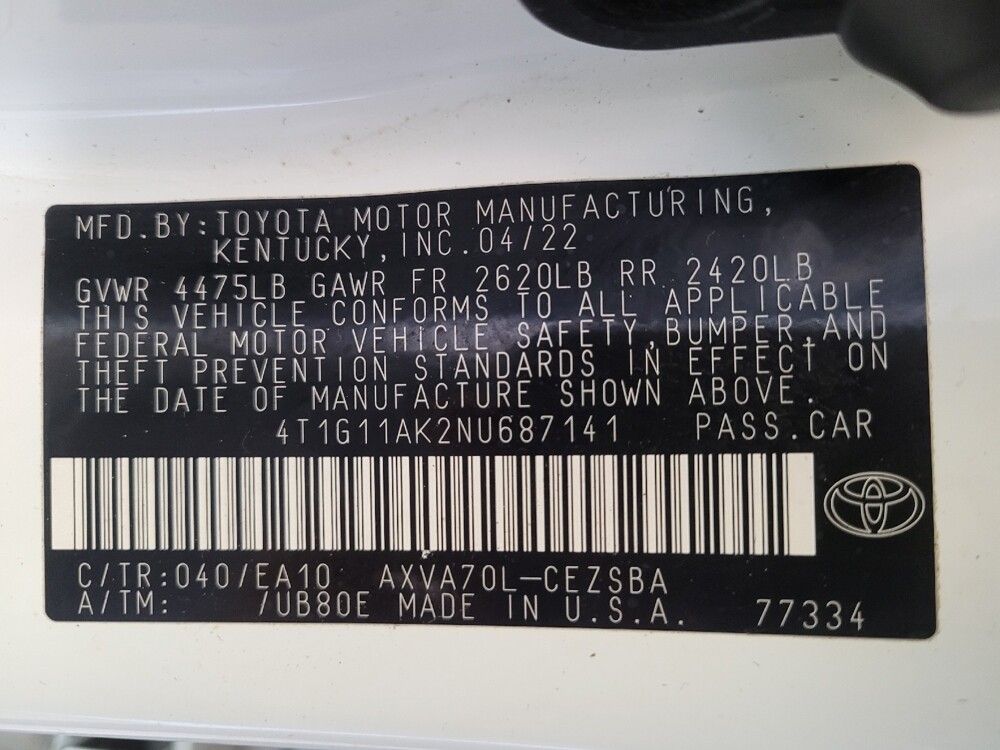 MFD.BY:TOYOTA MOTOR MANUFACTURING,
KENTUCKY,INC.04/22
GVWR 4475LB GAWR FR 2620LB RR 2420LB
THIS VEHICLE CONFORMS TO ALL APPLICABLE
FEDERAL MOTOR VEHICLE SAFETY,BUMPER,AND
THEFT PREVENTION STANDARDS IN EFFECT ON
THE DATE OF MANUFACTURE SHOWN ABOVE.
4T1G11AK2NU687141 PASS.CAR
C/TR:040/EA10 AXVA70L-CEZSBA
A/TM: /UB80E MADE IN U.S.A. 77334